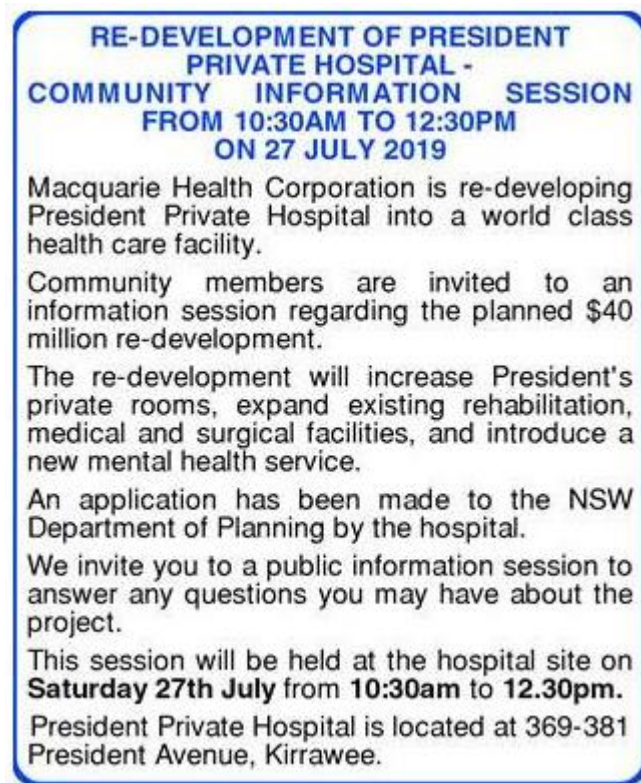 RE-DEVELOPMENT OF PRESIDENT
PRIVATE HOSPITAL -
COMMUNITY INFORMATION SESSION
FROM 10:30AM TO 12:30PM
ON 27 JULY 2019
Macquarie Health Corporation is re-developing
President Private Hospital into a world class
health care facility.
Community members are invited to an
information session regarding the planned $40
million re-development.
The re-development will increase President's
private rooms, expand existing rehabilitation,
medical and surgical facilities, and introduce a
new mental health service.
An application has been made to the NSW
Department of Planning by the hospital.
We invite you to a public information session to
answer any questions you may have about the
project.
This session will be held at the hospital site on
Saturday 27th July from 10:30am to 12.30pm.
President Private Hospital is located at 369-381
President Avenue, Kirrawee.